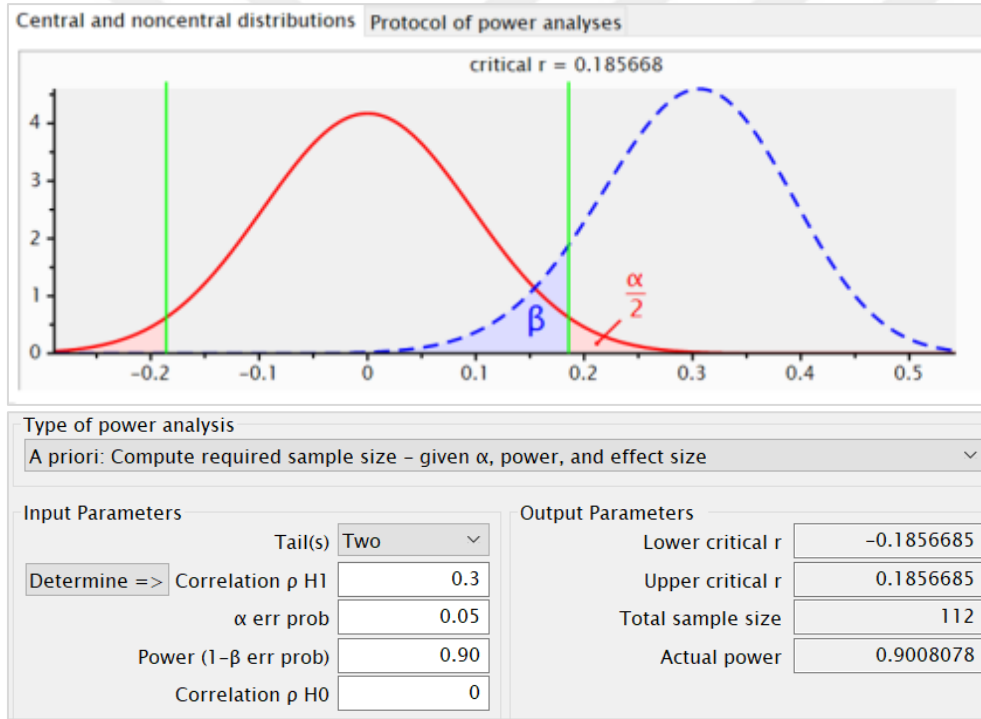 Central and noncentral distributions Protocol of power analyses
critical r = 0.185668
4
3
2
1
0
β
α
2
-0.2 -0.1 0 0.1 0.2 0.3 0.4 0.5
Type of power analysis
A priori: Compute required sample size – given α, power, and effect size
Input Parameters
Tail(s) Two
Determine => Correlation ρ H1 0.3
α err prob 0.05
Power (1-β err prob) 0.90
Correlation ρ H0 0
Output Parameters
Lower critical r -0.1856685
Upper critical r 0.1856685
Total sample size 112
Actual power 0.9008078